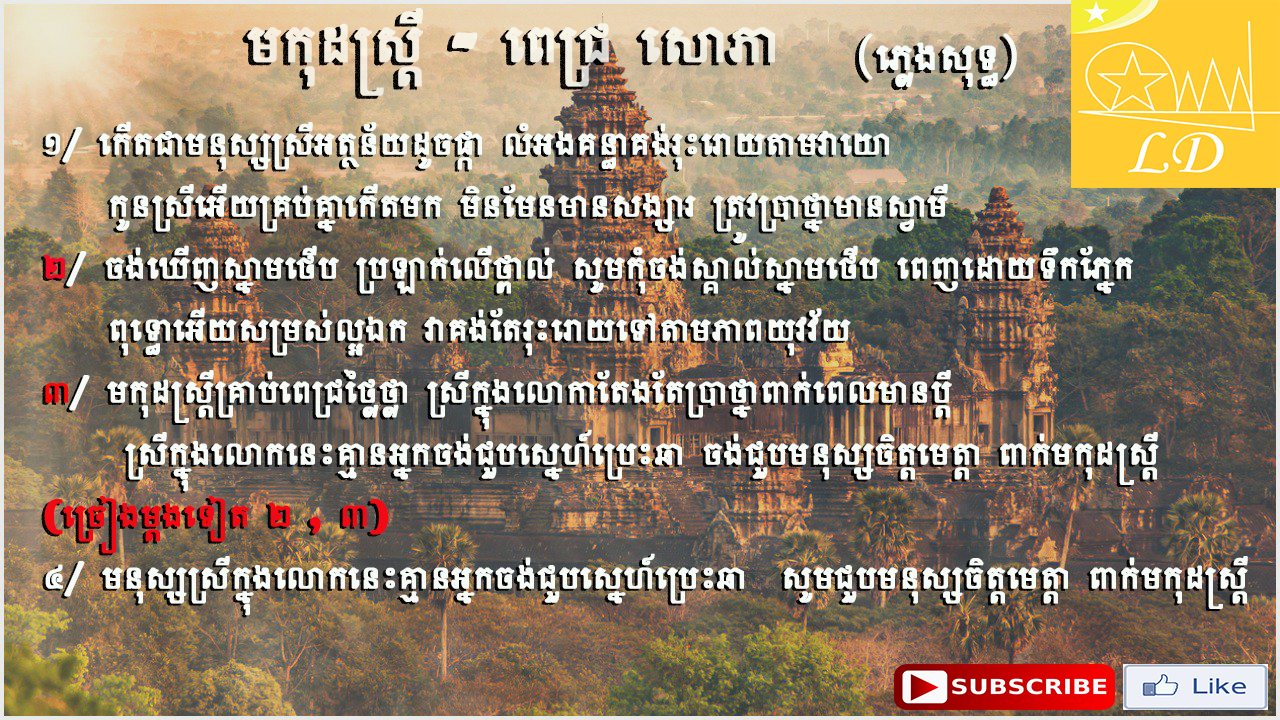 មកុដស្ត្រី - ពេជ្រ សោភា (ភ្លេងសុទ្ធ)
LD
១/ កើតជាមនុស្សស្រីអត្ថន័យដូចផ្កា លំអងគន្ធាគង់រុះរោយតាមវាយោ
កូនស្រីអើយគ្រប់គ្នាកើតមក មិនមែនមានសង្សារ ត្រូវប្រាថ្នាមានស្វាមី
២/ ចង់ឃើញស្នាមថើប ប្រឡាក់លើថ្ពាល់ សូមកុំចង់ស្គាល់ស្នាមថើប ពេញដោយទឹកភ្នែក
ពុទ្ធោអើយសម្រស់ល្អឯក វាគង់តែរុះរោយទៅតាមភាពយុវវ័យ
៣/ មកុដស្ត្រីគ្រាប់ពេជ្រថ្លៃថ្លា ស្រីក្នុងលោកាតែងតែប្រាថ្នាពាក់ពេលមានប្តី
ស្រីក្នុងលោកនេះគ្មានអ្នកចង់ជួបស្នេហ៍ប្រេះឆា ចង់ជួបមនុស្សចិត្តមេត្តា ពាក់មកុដស្ត្រី
(ច្រៀងម្តងទៀត ២ , ៣)
៤/ មនុស្សស្រីក្នុងលោកនេះគ្មានអ្នកចង់ជួបស្នេហ៍ប្រេះឆា សូមជួបមនុស្សចិត្តមេត្តា ពាក់មកុដស្ត្រី
SUBSCRIBE Like